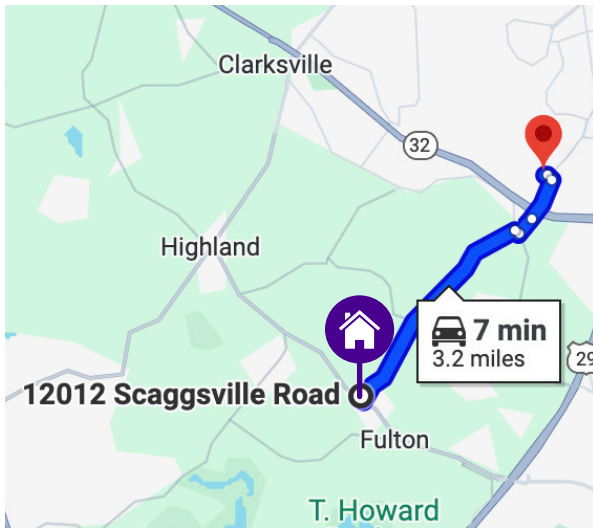 Clarksville
32
Highland
7 min
3.2 miles
29
12012 Scaggsville Road
Fulton
T. Howard